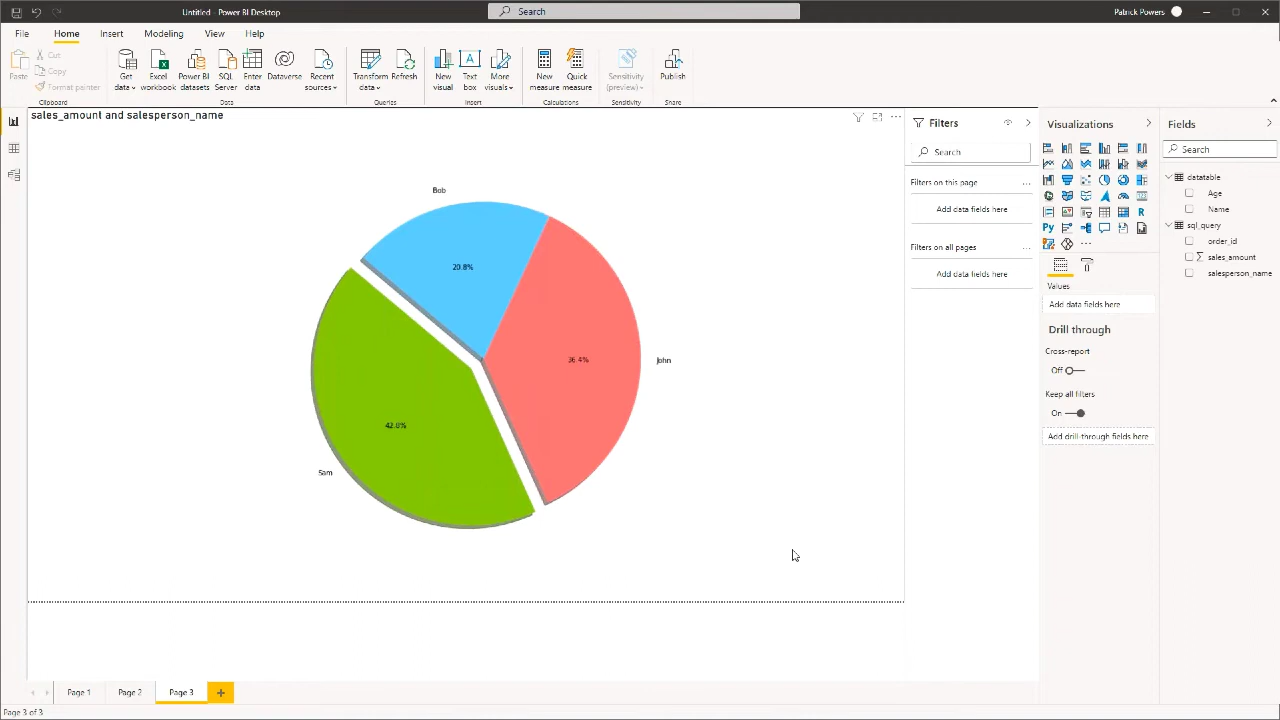 Untitled - Power BI Desktop
Search
Patrick Powers
File Home Insert Modeling View Help
Paste
Cut
Copy
Format painter
Clipboard
Get data
Excel workbook
Power BI datasets
SQL Server
Enter data
Dataverse
Recent sources
Data
Transform data
Refresh
Queries
New visual
Text box
More visuals
Insert
New measure
Quick measure
Calculations
Sensitivity (preview)
Sensitivity
Publish
Share
sales_amount and salesperson_name
Bob
20.8%
36.4%
John
42.8%
Sam
Filters
Search
Filters on this page
Add data fields here
Filters on all pages
Add data fields here
Visualizations
R
Py
Values
Add data fields here
Drill through
Cross-report
Off
Keep all filters
On
Add drill-through fields here
Fields
Search
datatable
Age
Name
sql_query
order_id
sales_amount
salesperson_name
Page 1 Page 2 Page 3
Page 3 of 3